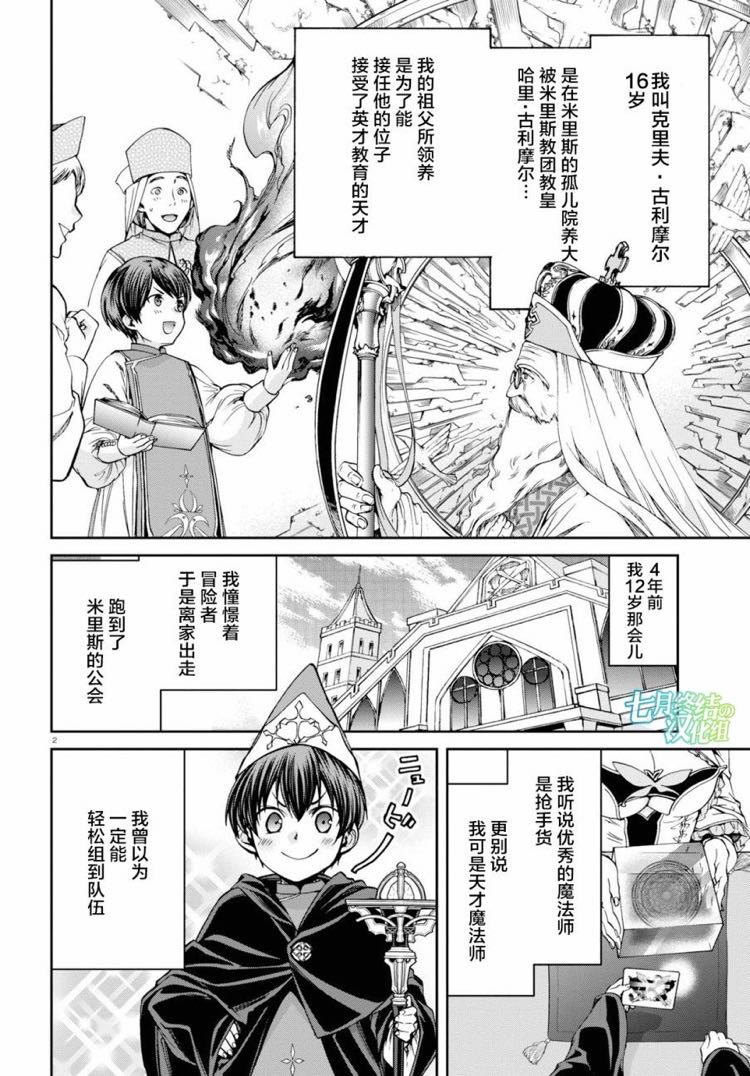 我叫克里夫·古利摩尔
16岁
是在米里斯的孤儿院养大
被米里斯教团教皇
哈里·古利摩尔…
我的祖父所领养
是为了能
接任他的位子
接受了英才教育的天才
4年前
我12岁那会儿
我憧憬着
冒险者
于是离家出走
跑到了
米里斯的公会
七月终结の
汉化组
2
我听说优秀的魔法师
是抢手货
更别说
我可是天才魔法师
ニュービ
我曾以为
一定能
轻松组到队伍